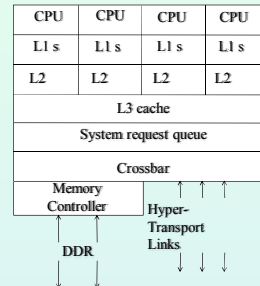 CPU CPU CPU CPU
L1 s L1 s L1 s L1 s
L2 L2 L2 L2
L3 cache
System request queue
Crossbar
Memory
Controller
Hyper-
Transport
Links
DDR